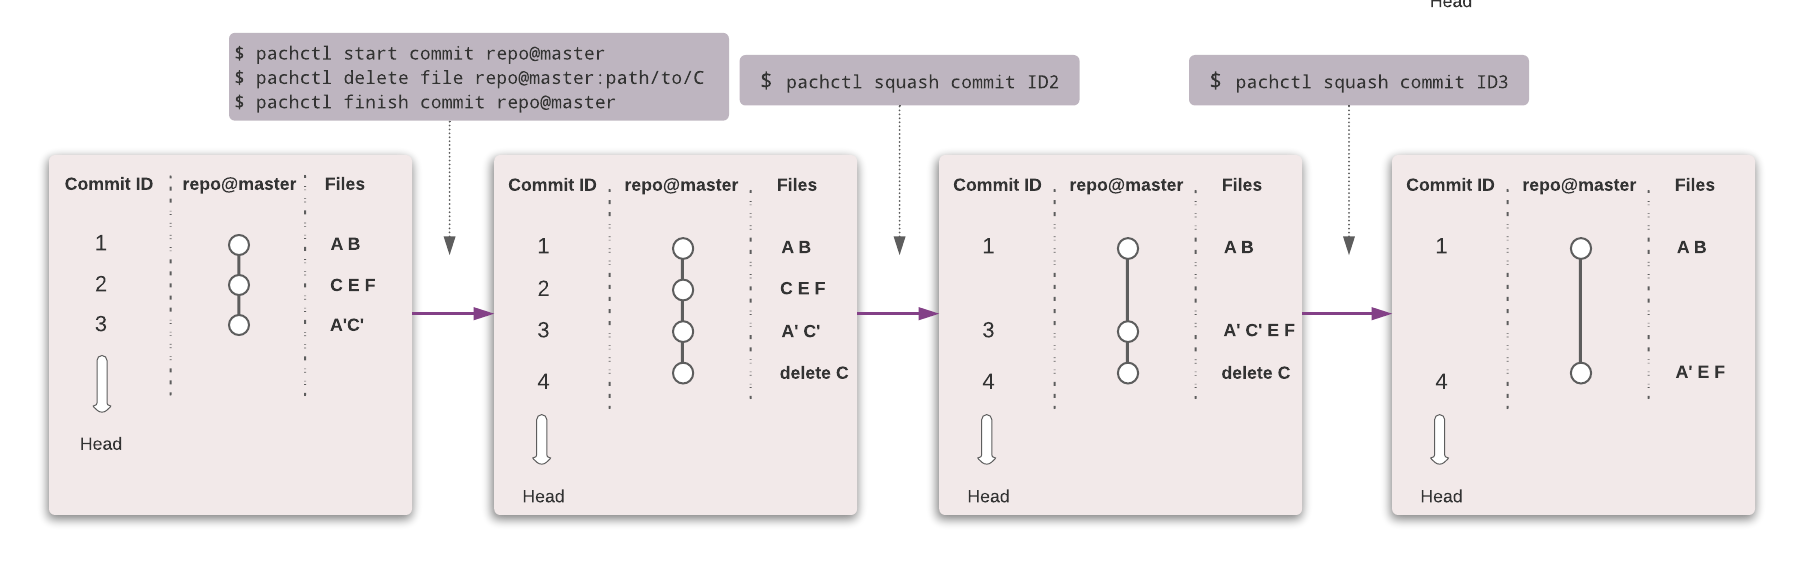 Head
$ pachctl start commit repo@master
$ pachctl delete file repo@master:path/to/C
$ pachctl finish commit repo@master
$ pachctl squash commit ID2
$ pachctl squash commit ID3
Commit ID repo@master Files
1 A B
2 C E F
3 A'C'
Head
Commit ID repo@master Files
1 A B
2 C E F
3 A' C'
4 delete C
Head
Commit ID repo@master Files
1 A B
3 A' C' E F
4 delete C
Head
Commit ID repo@master Files
1 A B
4 A' E F
Head